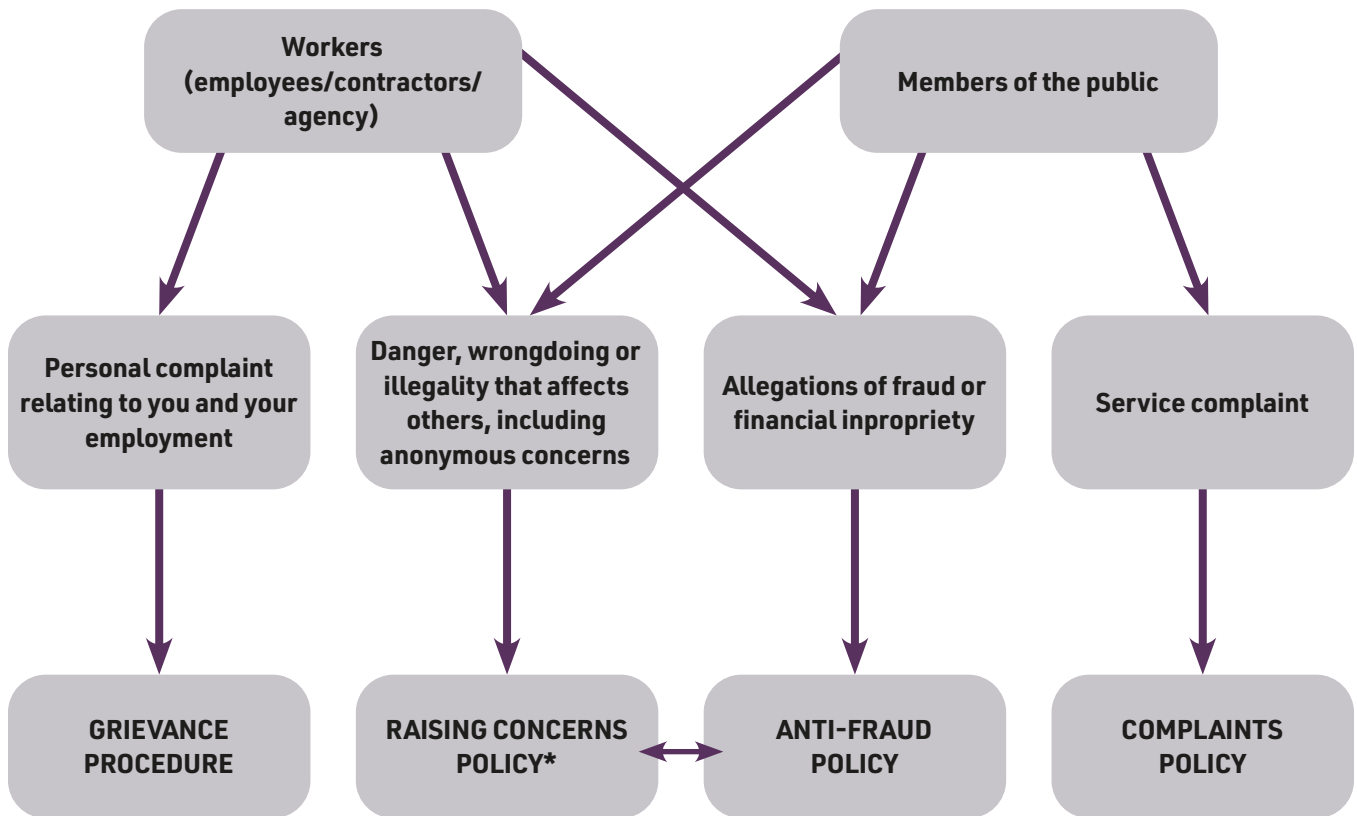 Workers
(employees/contractors/
agency)
Members of the public
Personal complaint
relating to you and your
employment
Danger, wrongdoing or
illegality that affects
others, including
anonymous concerns
Allegations of fraud or
financial inpropriety
Service complaint
GRIEVANCE
PROCEDURE
RAISING CONCERNS
POLICY*
ANTI-FRAUD
POLICY
COMPLAINTS
POLICY